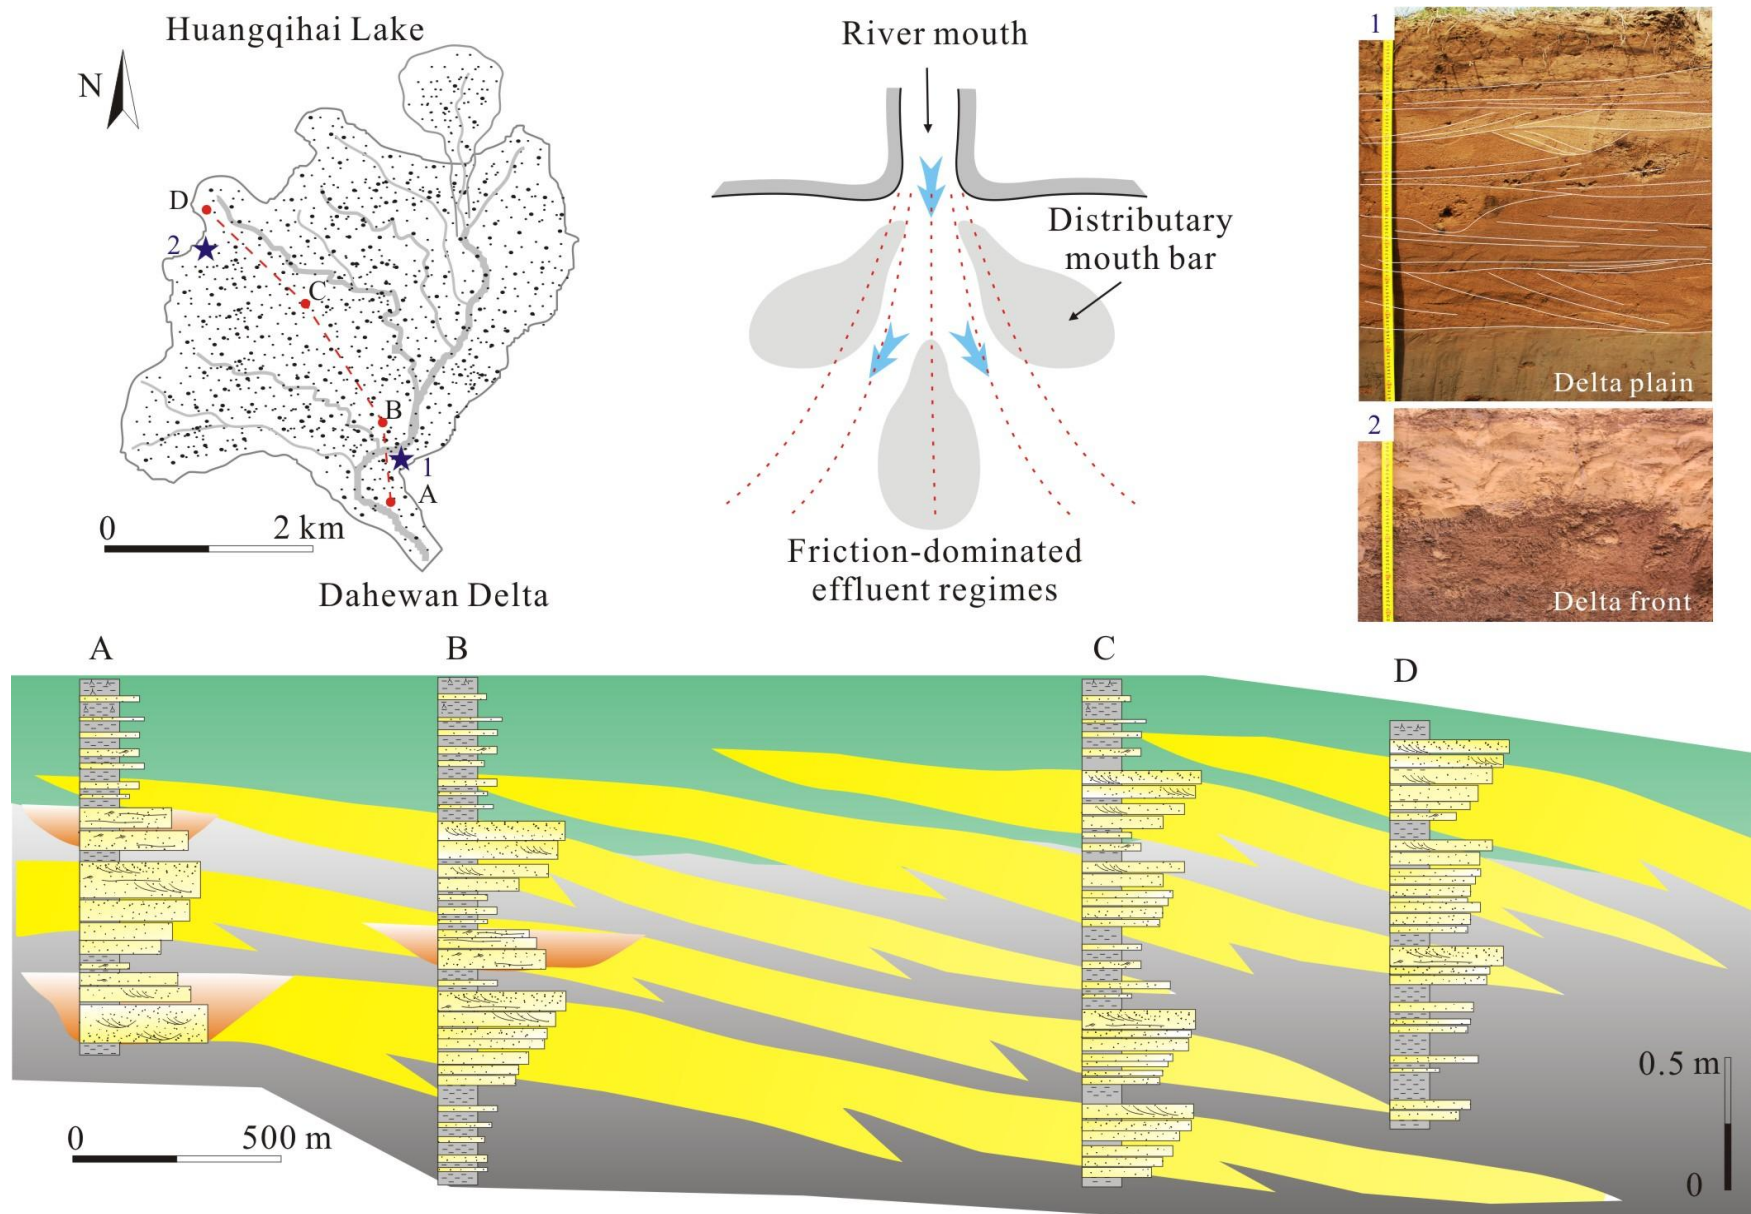 Huangqihai Lake
N
D
2
C
B
1
A
0
2 km
Dahewan Delta
River mouth
Distributary
mouth bar
Friction-dominated
effluent regimes
1
Delta plain
2
Delta front
A
B
C
D
0
500 m
0.5 m
0